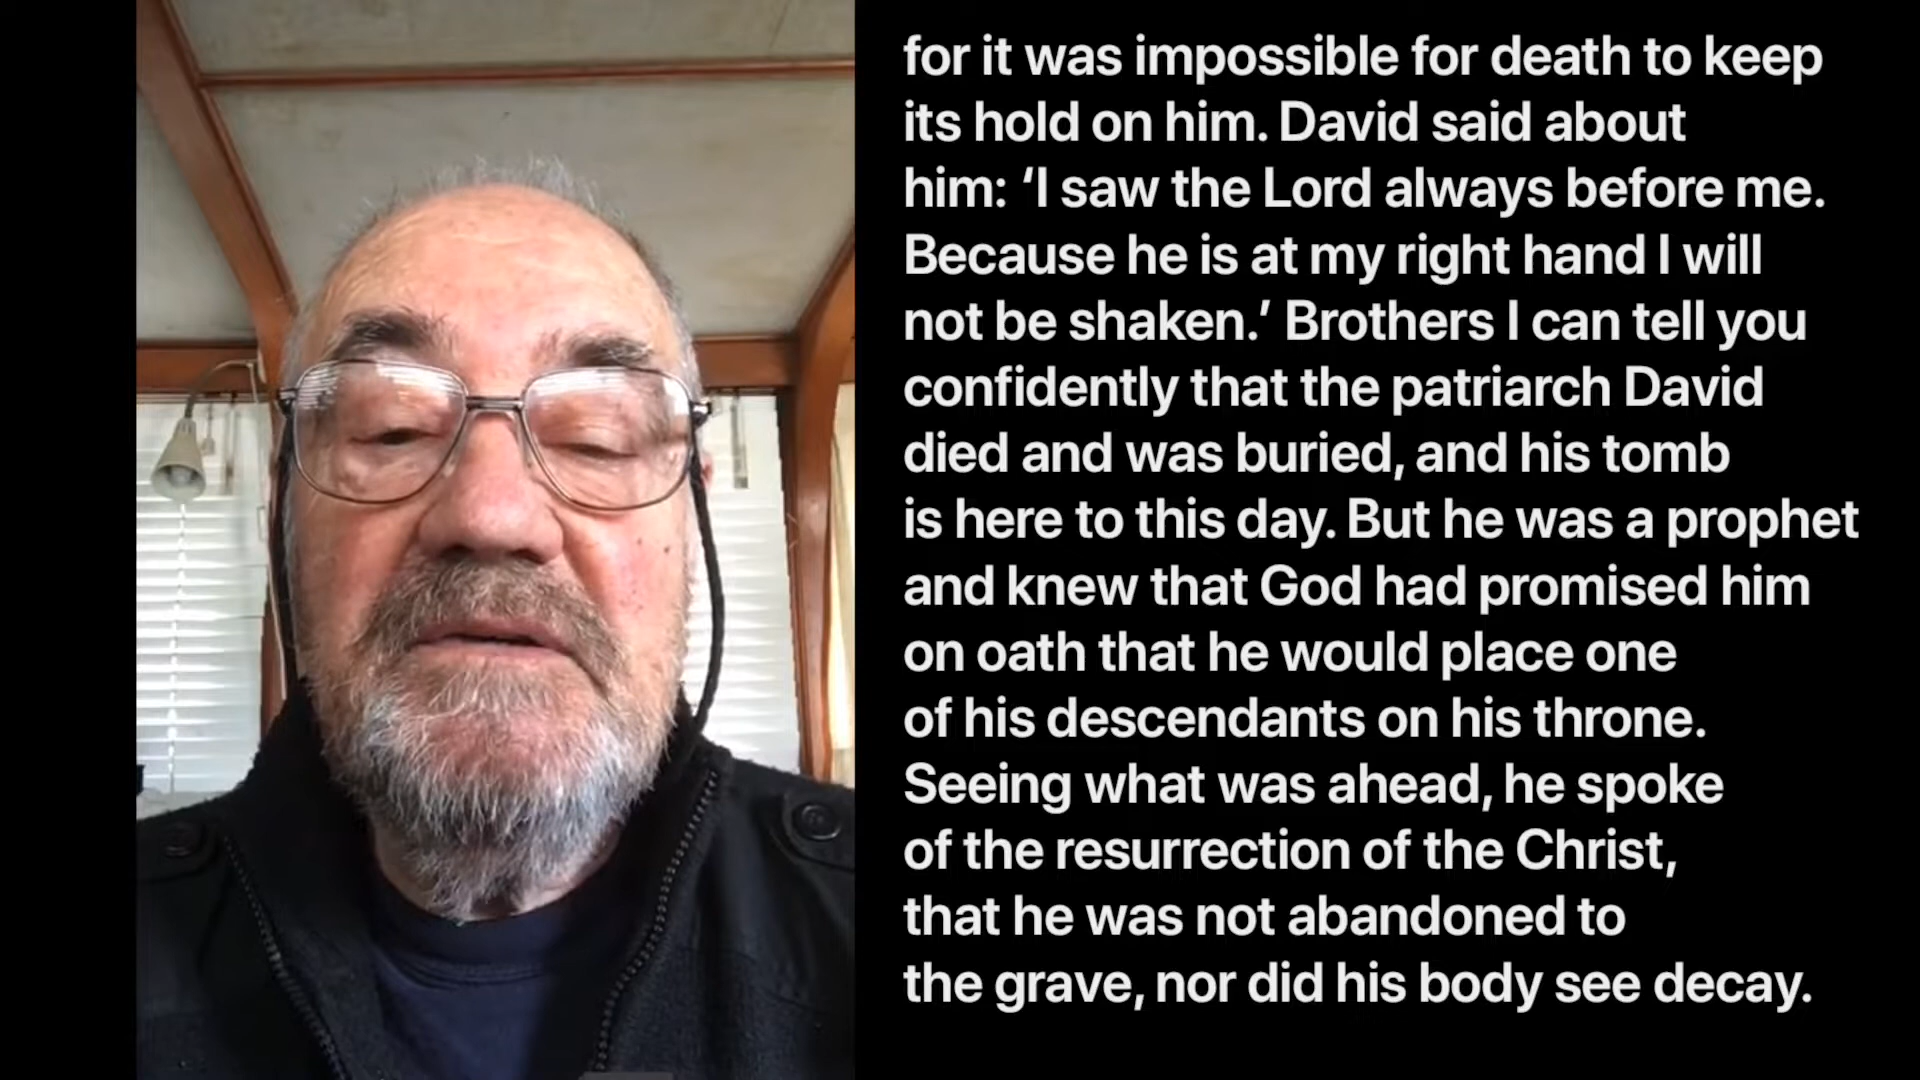 for it was impossible for death to keep
its hold on him. David said about
him: ‘I saw the Lord always before me.
Because he is at my right hand I will
not be shaken.’ Brothers I can tell you
confidently that the patriarch David
died and was buried, and his tomb
is here to this day. But he was a prophet
and knew that God had promised him
on oath that he would place one
of his descendants on his throne.
Seeing what was ahead, he spoke
of the resurrection of the Christ,
that he was not abandoned to
the grave, nor did his body see decay.